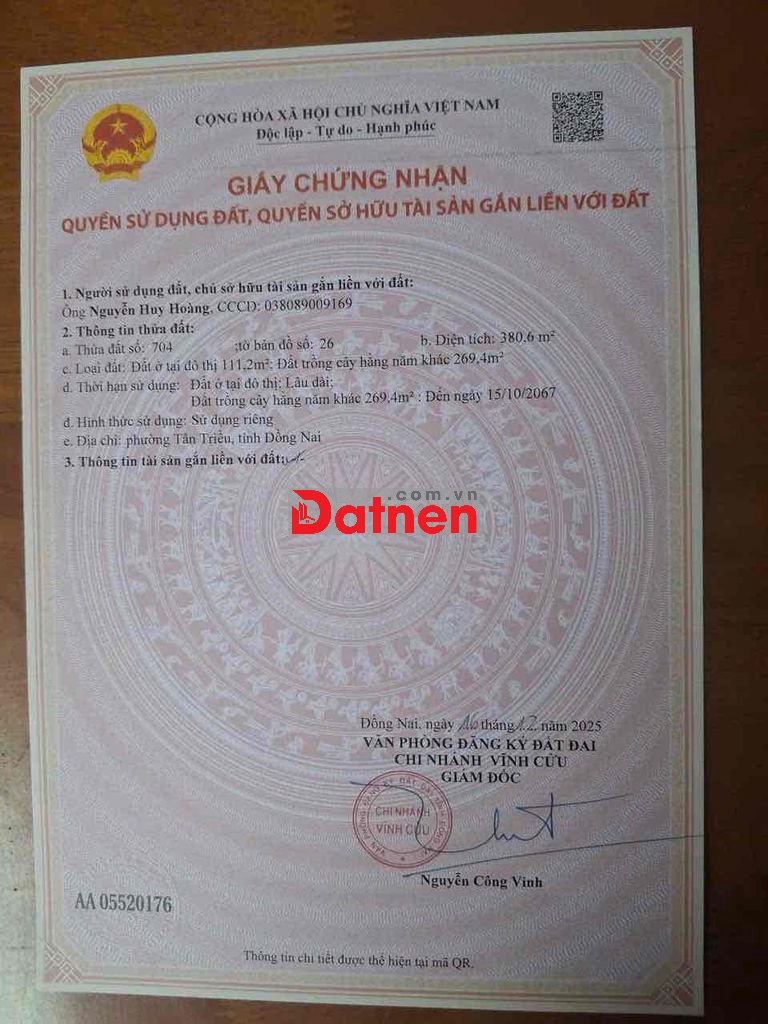 CỘNG HÒA XÃ HỘI CHỦ NGHĨA VIỆT NAM
Độc lập - Tự do - Hạnh phúc
GIẤY CHỨNG NHẬN
QUYỀN SỬ DỤNG ĐẤT, QUYỀN SỞ HỮU TÀI SẢN GẮN LIỀN VỚI ĐẤT
1. Người sử dụng đất, chủ sở hữu tài sản gắn liền với đất:
Ông Nguyễn Huy Hoàng, CCCD: 038089009169
2. Thông tin thửa đất:
a. Thửa đất số: 704 ;tờ bản đồ số: 26 b. Diện tích: 380,6 m²
c. Loại đất: Đất ở tại đô thị 111,2m²; Đất trồng cây hằng năm khác 269,4m²
d. Thời hạn sử dụng: Đất ở tại đô thị: Lâu dài;
Đất trồng cây hằng năm khác 269,4m² : Đến ngày 15/10/2067
đ. Hình thức sử dụng: Sử dụng riêng
e. Địa chỉ: phường Tân Triều, tỉnh Đồng Nai
3. Thông tin tài sản gắn liền với đất:-/-
.com.vn
Datnen
Đồng Nai, ngày 16 tháng 12 năm 2025
VĂN PHÒNG ĐĂNG KÝ ĐẤT ĐAI
CHI NHÁNH VĨNH CỬU
GIÁM ĐỐC
CHI NHÁNH
VĨNH CỬU
Nguyễn Công Vinh
AA 05520176
Thông tin chi tiết được thể hiện tại mã QR.